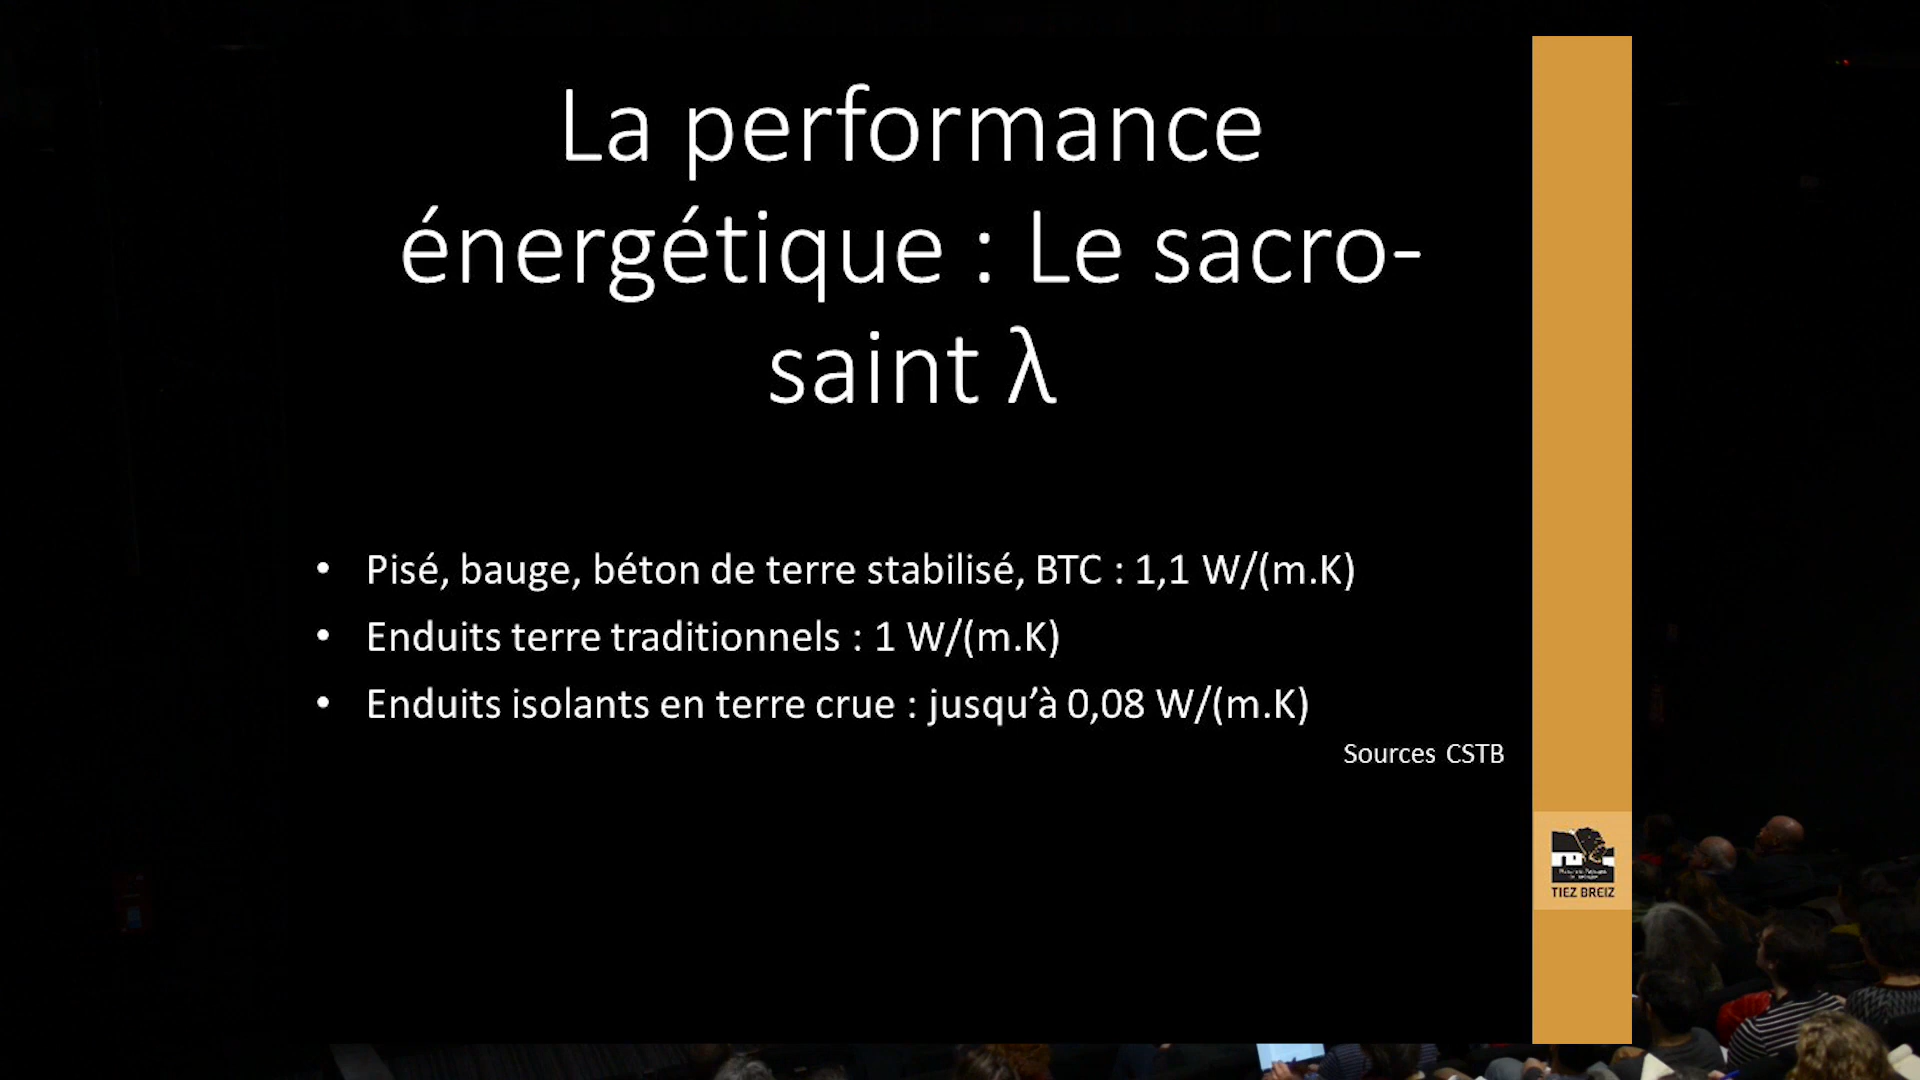 La performance
énergétique : Le sacro-
saint λ
• Pisé, bauge, béton de terre stabilisé, BTC : 1,1 W/(m.K)
• Enduits terre traditionnels : 1 W/(m.K)
• Enduits isolants en terre crue : jusqu’à 0,08 W/(m.K)
Sources CSTB
TIEZ BREIZ